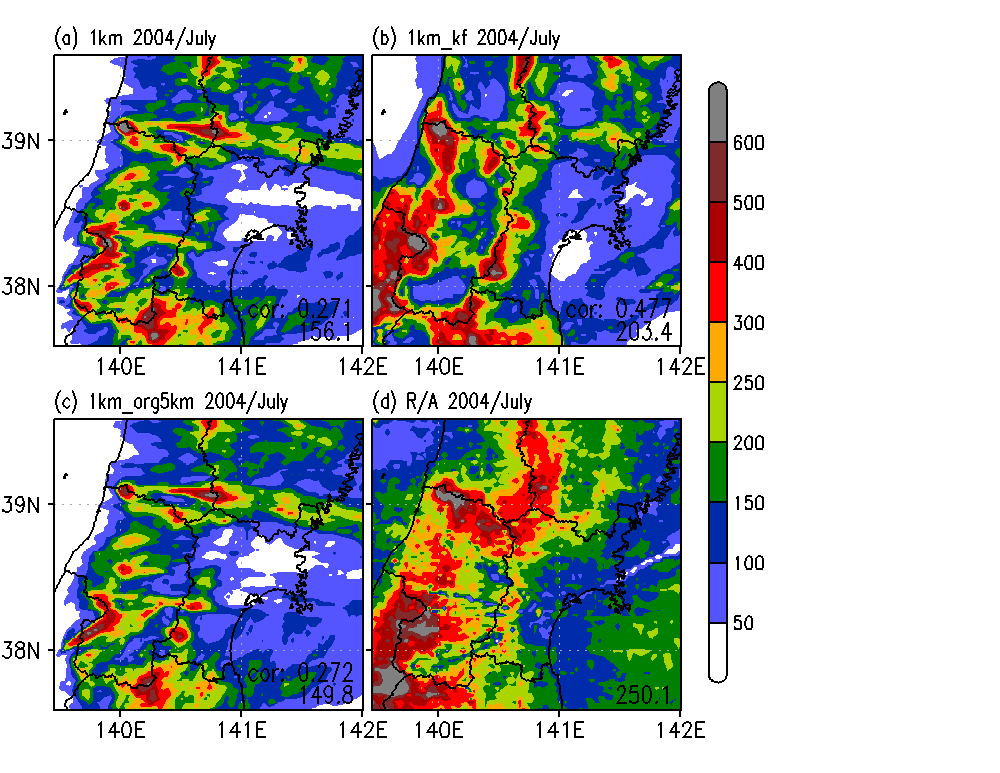 (a) 1km 2004/July
(b) 1km_kf 2004/July
39N
38N
cor: 0.271
156.1
cor: 0.477
203.4
140E
141E
142E
140E
141E
142E
(c) 1km_org5km 2004/July
(d) R/A 2004/July
39N
38N
cor: 0.272
149.8
250.1
140E
141E
142E
140E
141E
142E
600
500
400
300
250
200
150
100
50